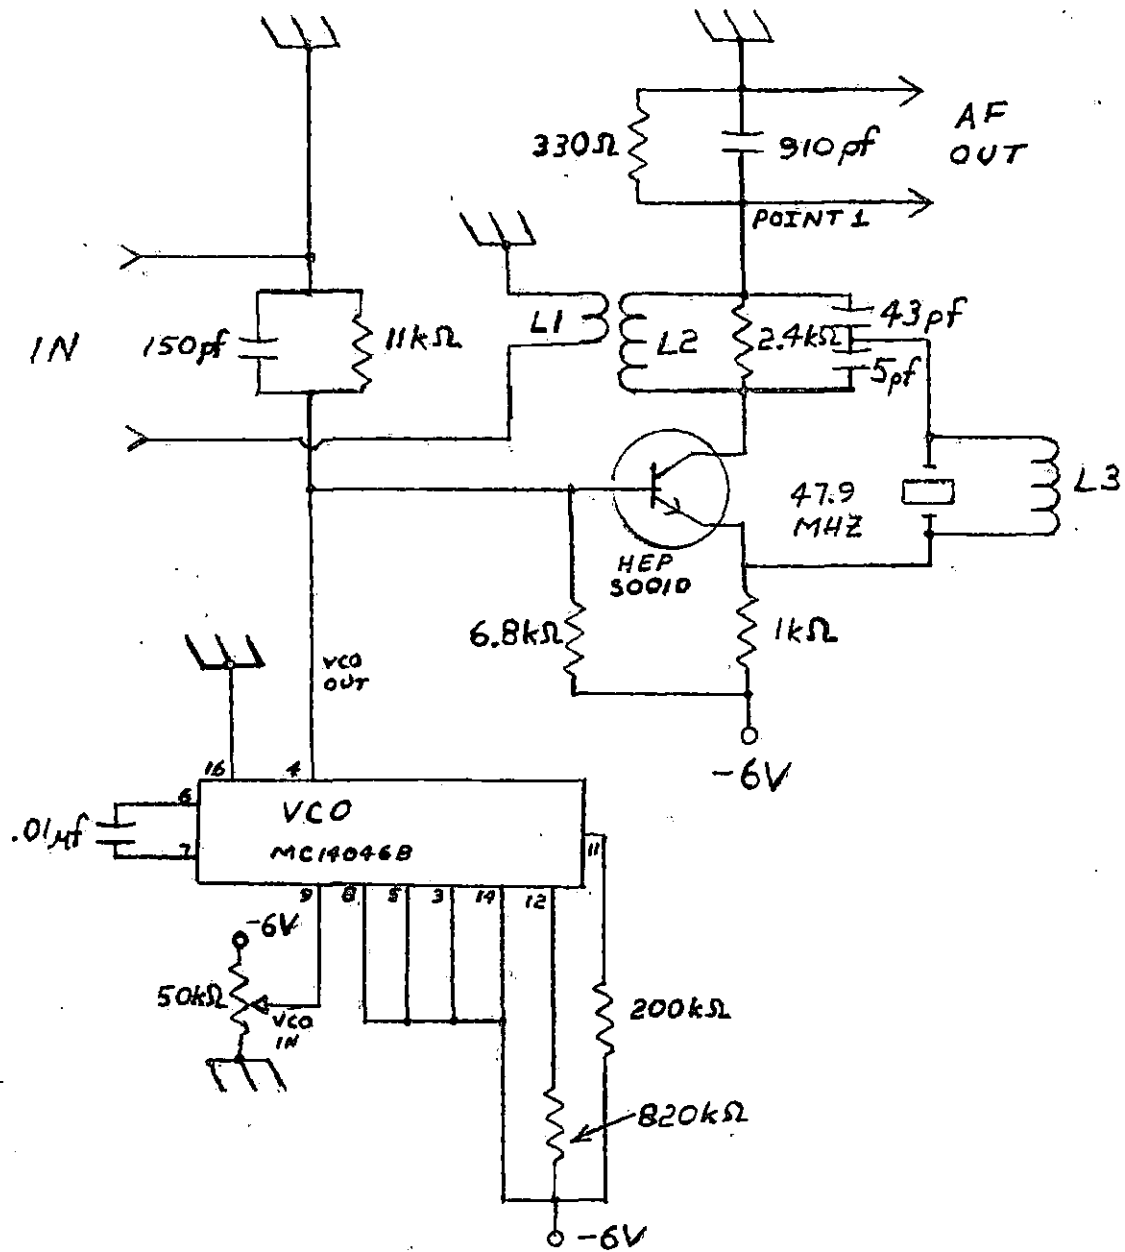 330Ω
910pf
AF
OUT
POINT 1
IN
150pf
11kΩ
L1
L2
2.4kΩ
43pf
5pf
L3
47.9
MHZ
HEP
S001D
6.8kΩ
1kΩ
-6V
VCO
OUT
16
4
6
7
.01μf
VCO
MC14046B
11
9
8
5
3
14
12
-6V
50kΩ
VCO
IN
200kΩ
820kΩ
-6V